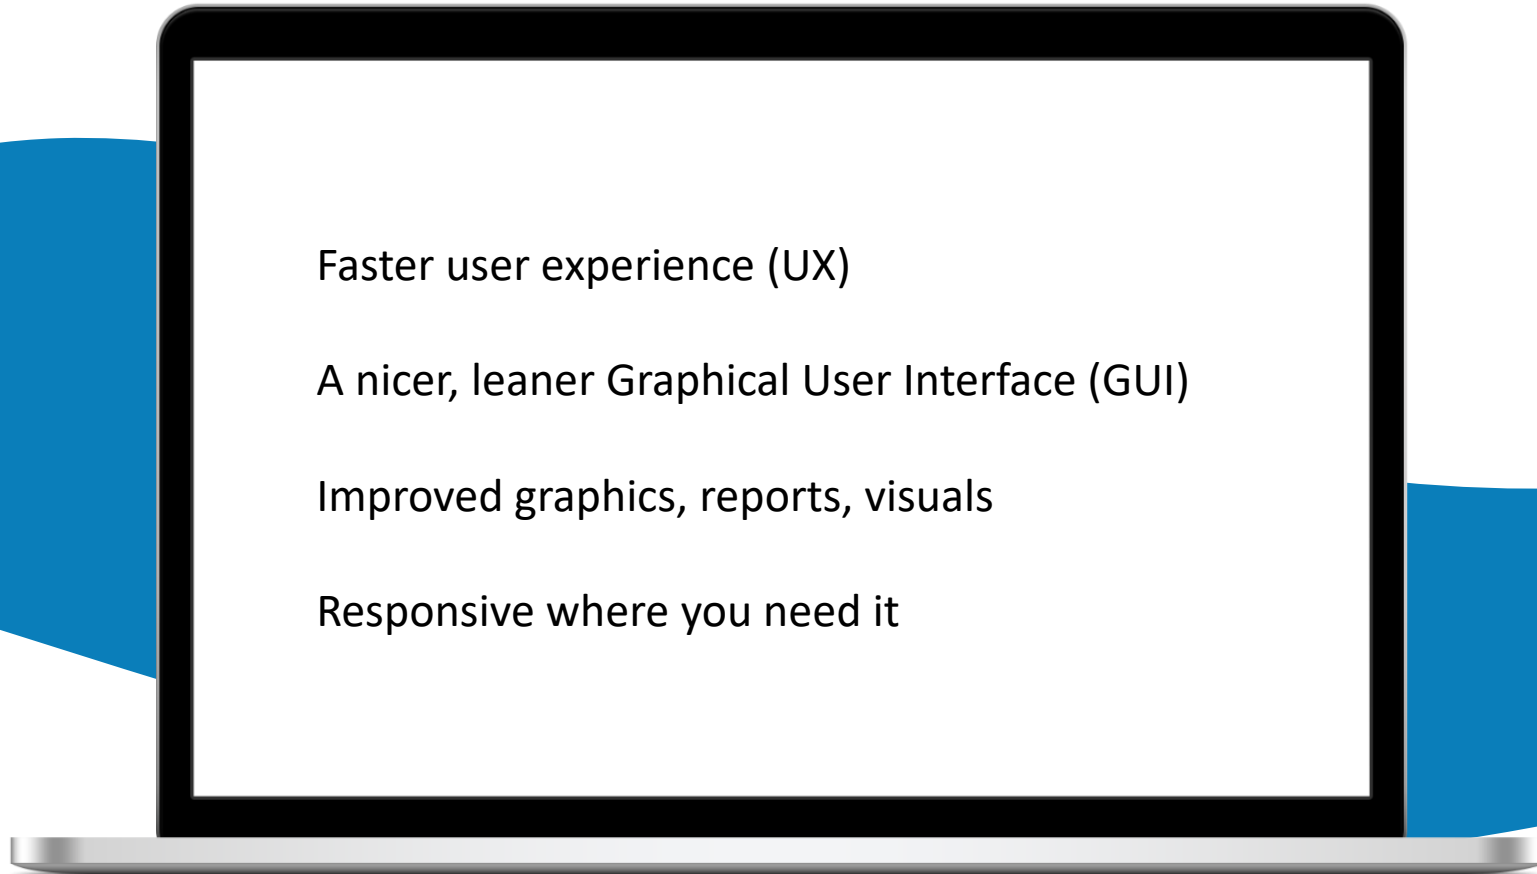 Faster user experience (UX)
A nicer, leaner Graphical User Interface (GUI)
Improved graphics, reports, visuals
Responsive where you need it